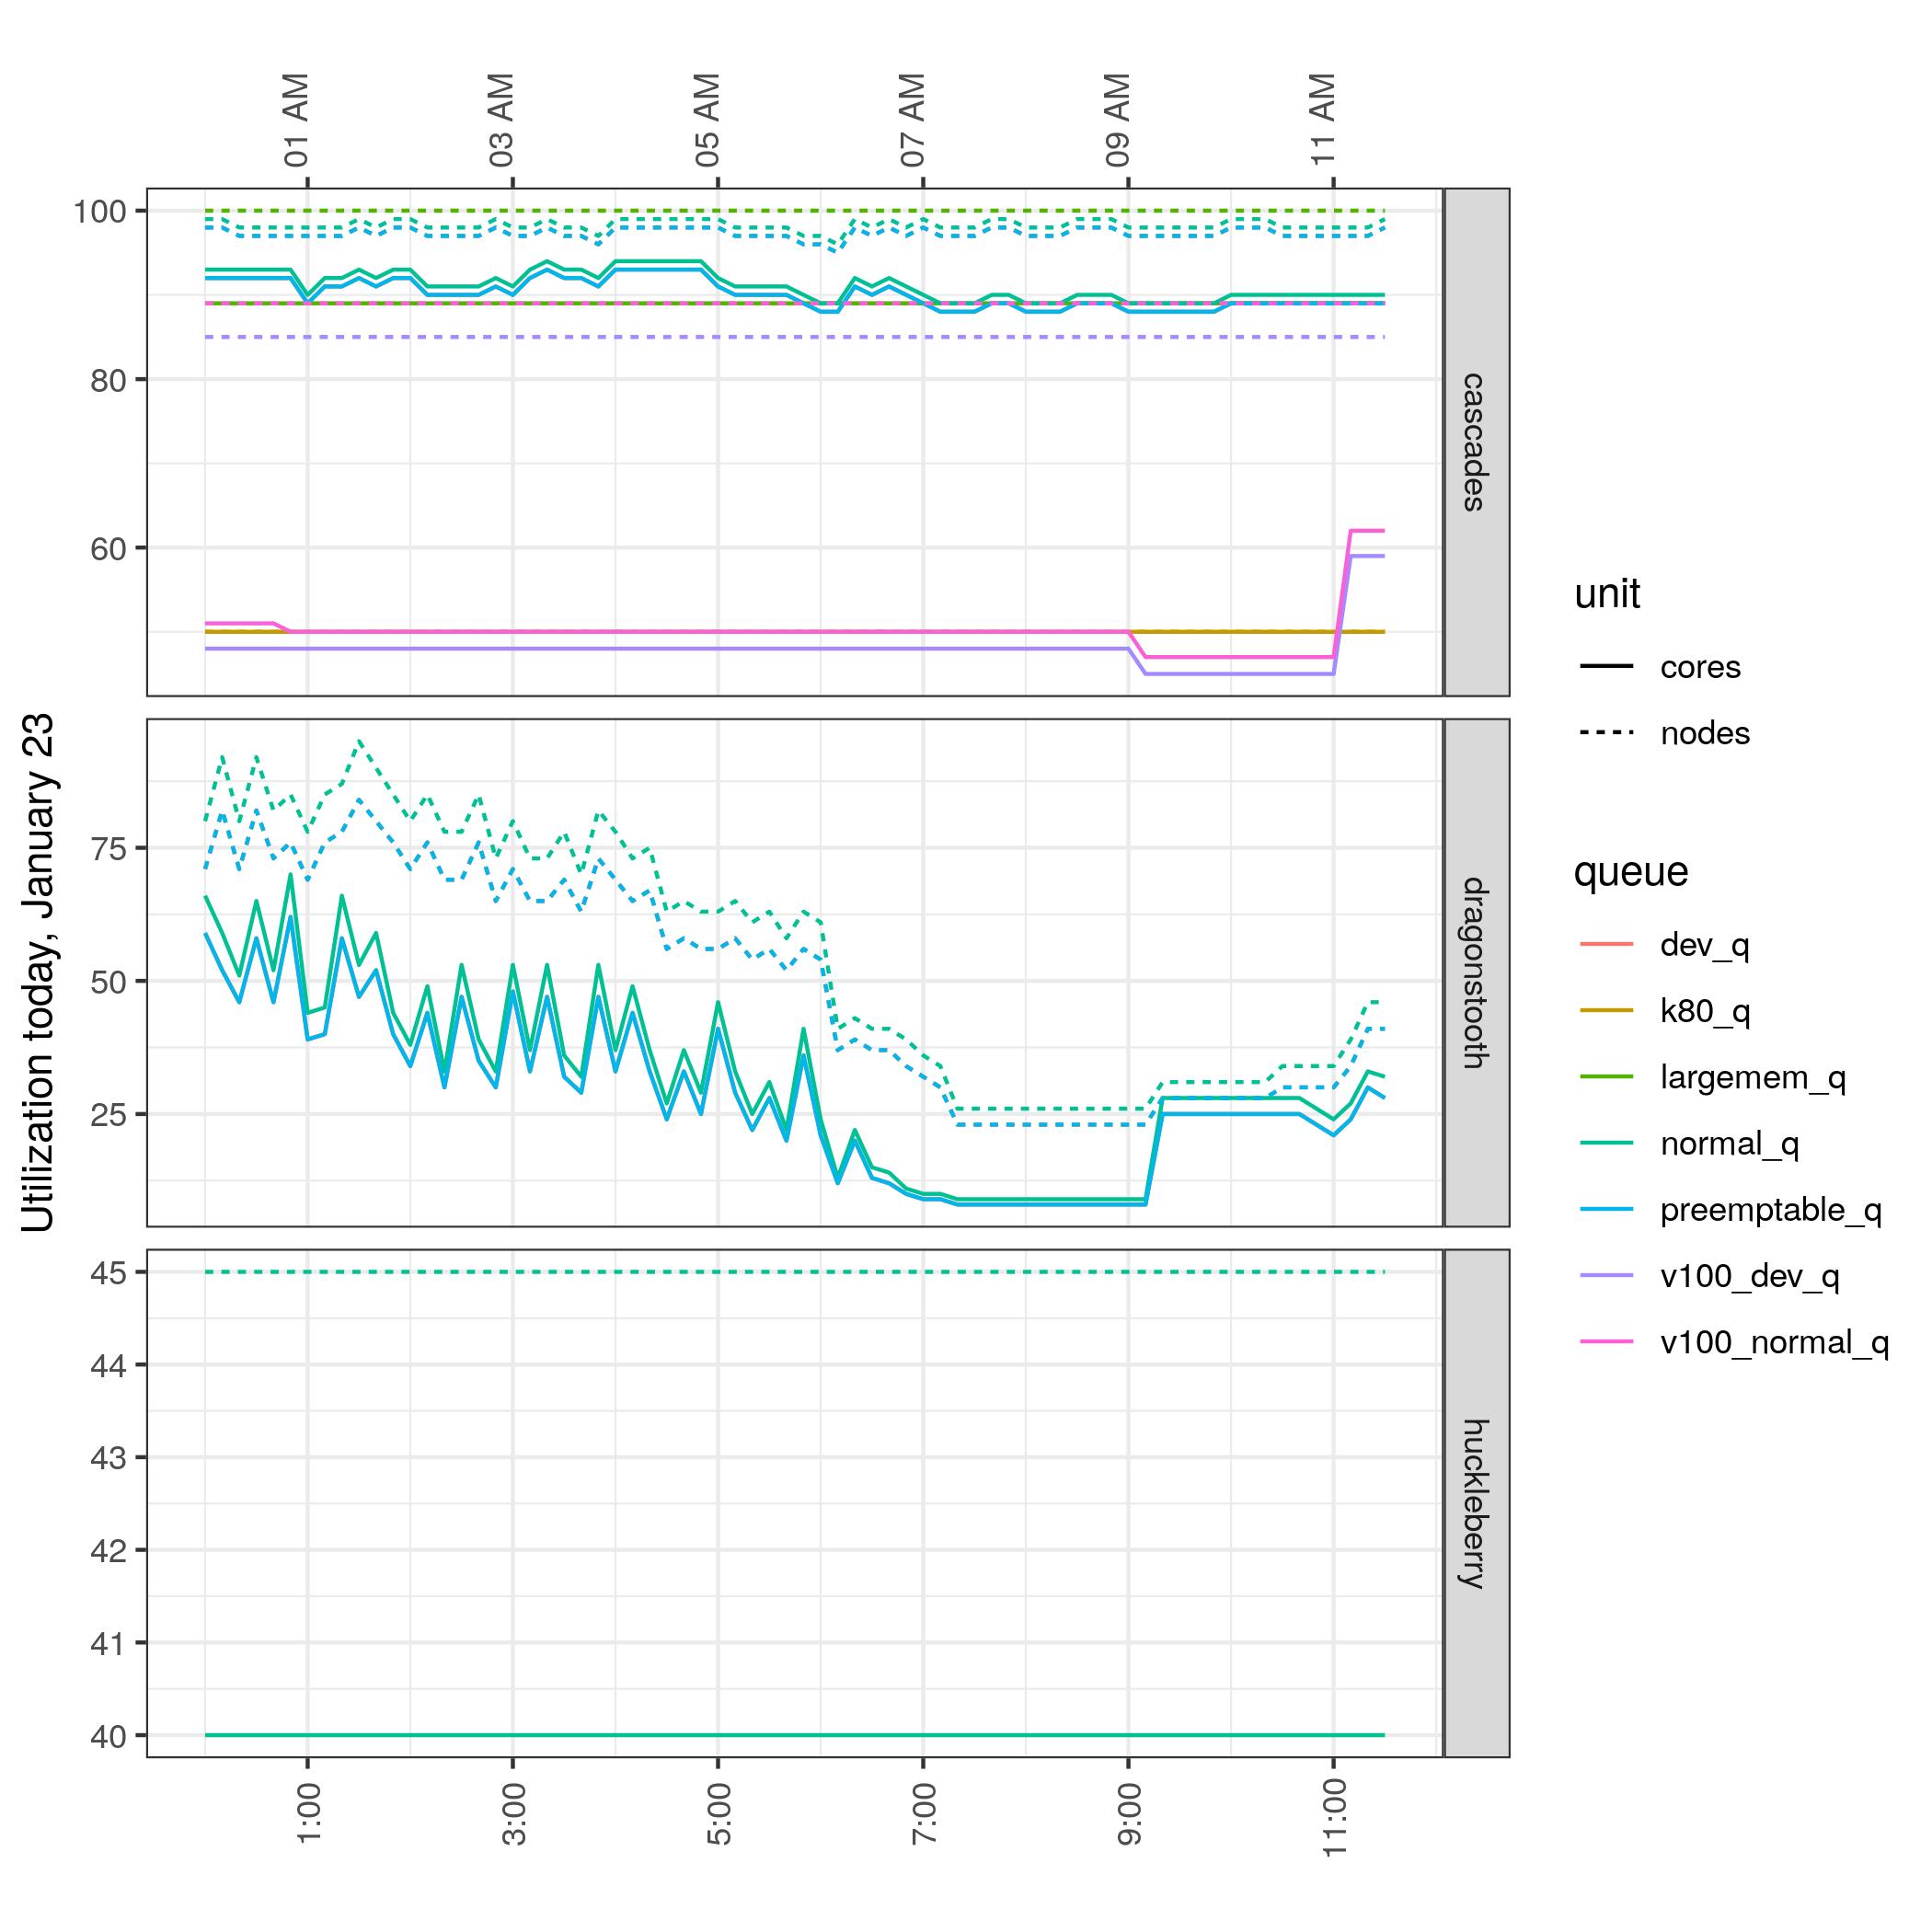 01 AM
03 AM
05 AM
07 AM
09 AM
11 AM
Utilization today, January 23
100
80
60
cascades
75
50
25
dragonstooth
45
44
43
42
41
40
huckleberry
1:00
3:00
5:00
7:00
9:00
11:00
unit
cores
nodes
queue
dev_q
k80_q
largemem_q
normal_q
preemptable_q
v100_dev_q
v100_normal_q